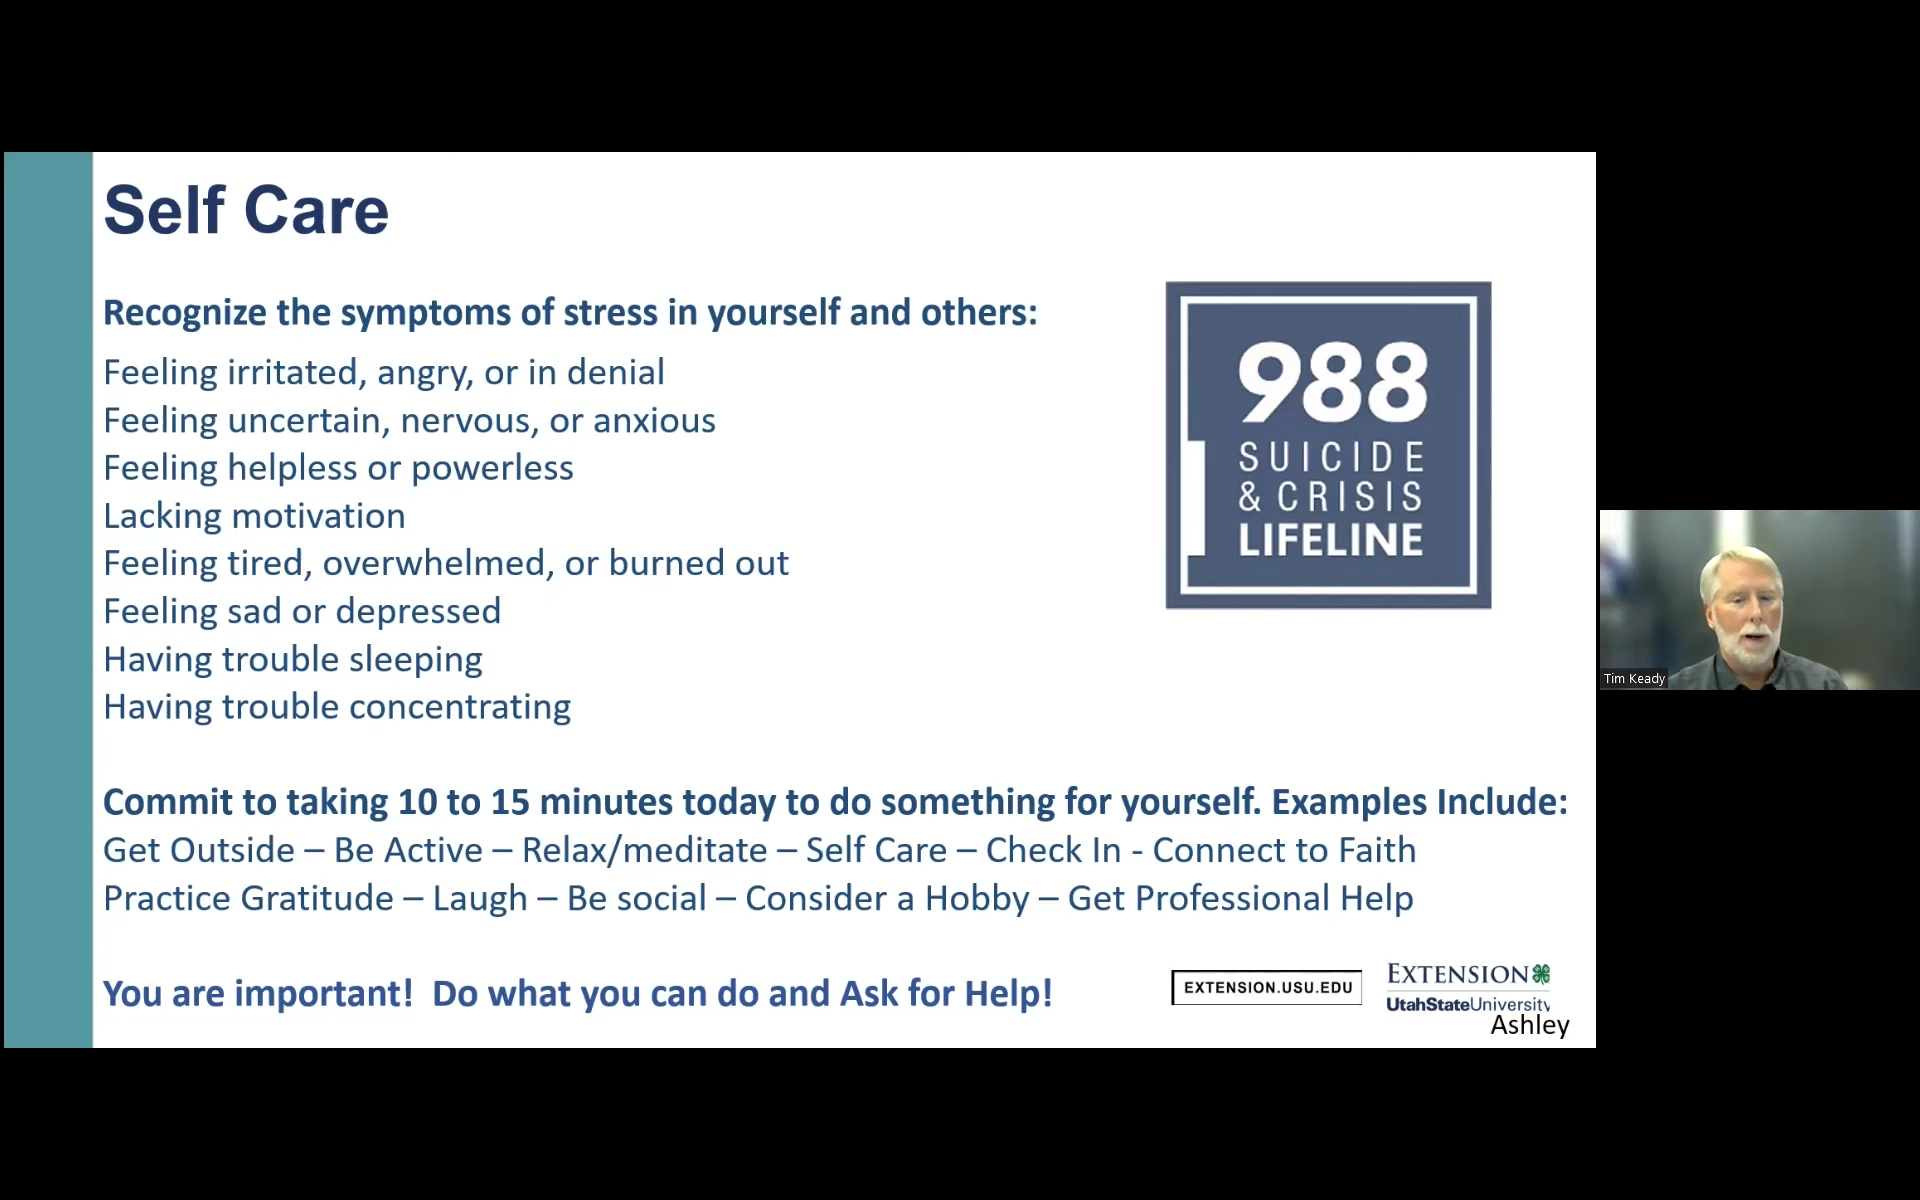 Self Care
Recognize the symptoms of stress in yourself and others:
Feeling irritated, angry, or in denial
Feeling uncertain, nervous, or anxious
Feeling helpless or powerless
Lacking motivation
Feeling tired, overwhelmed, or burned out
Feeling sad or depressed
Having trouble sleeping
Having trouble concentrating
988
SUICIDE
& CRISIS
LIFELINE
Commit to taking 10 to 15 minutes today to do something for yourself. Examples Include:
Get Outside – Be Active – Relax/meditate – Self Care – Check In - Connect to Faith
Practice Gratitude – Laugh – Be social – Consider a Hobby – Get Professional Help
You are important!  Do what you can do and Ask for Help!
EXTENSION.USU.EDU
EXTENSION
UtahStateUniversity
Ashley
Tim Keady